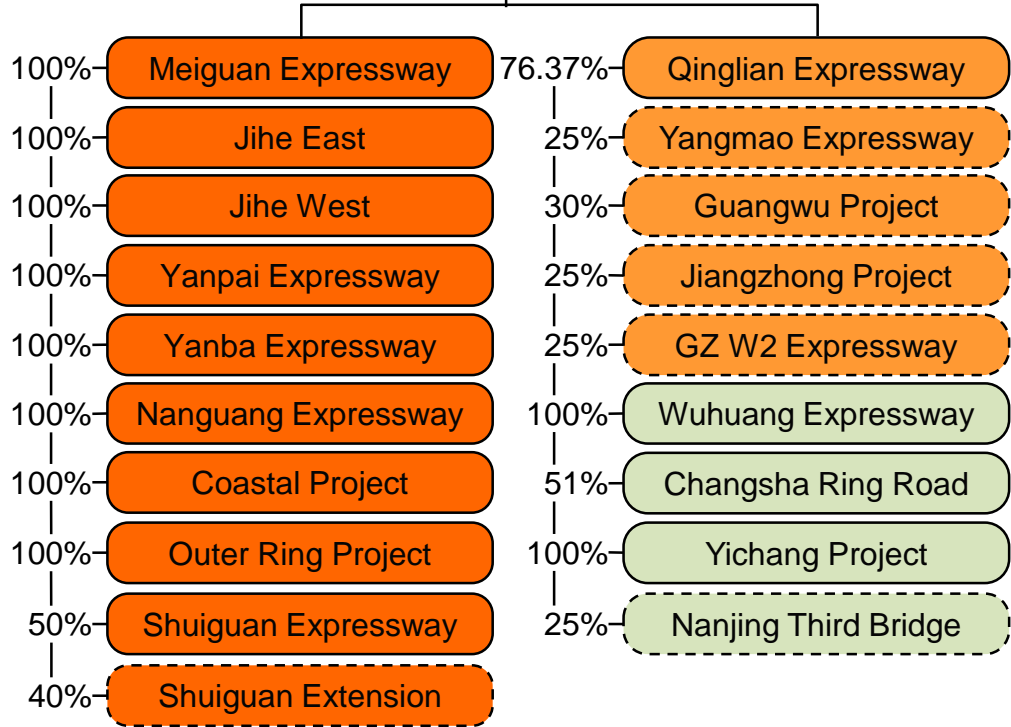 100% Meiguan Expressway
100% Jihe East
100% Jihe West
100% Yanpai Expressway
100% Yanba Expressway
100% Nanguang Expressway
100% Coastal Project
100% Outer Ring Project
50% Shuiguan Expressway
40% Shuiguan Extension
76.37% Qinglian Expressway
25% Yangmao Expressway
30% Guangwu Project
25% Jiangzhong Project
25% GZ W2 Expressway
100% Wuhuang Expressway
51% Changsha Ring Road
100% Yichang Project
25% Nanjing Third Bridge